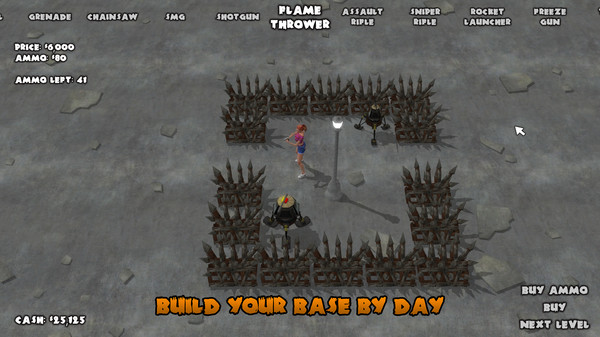 GRENADE CHAINSAW SMG SHOTGUN FLAME THROWER ASSAULT RIFLE SNIPER RIFLE ROCKET LAUNCHER FREEZE GUN
PRICE: $6000
AMMO: $80
AMMO LEFT: 41
BUILD YOUR BASE BY DAY
CASH: $25,125
BUY AMMO
BUY
NEXT LEVEL